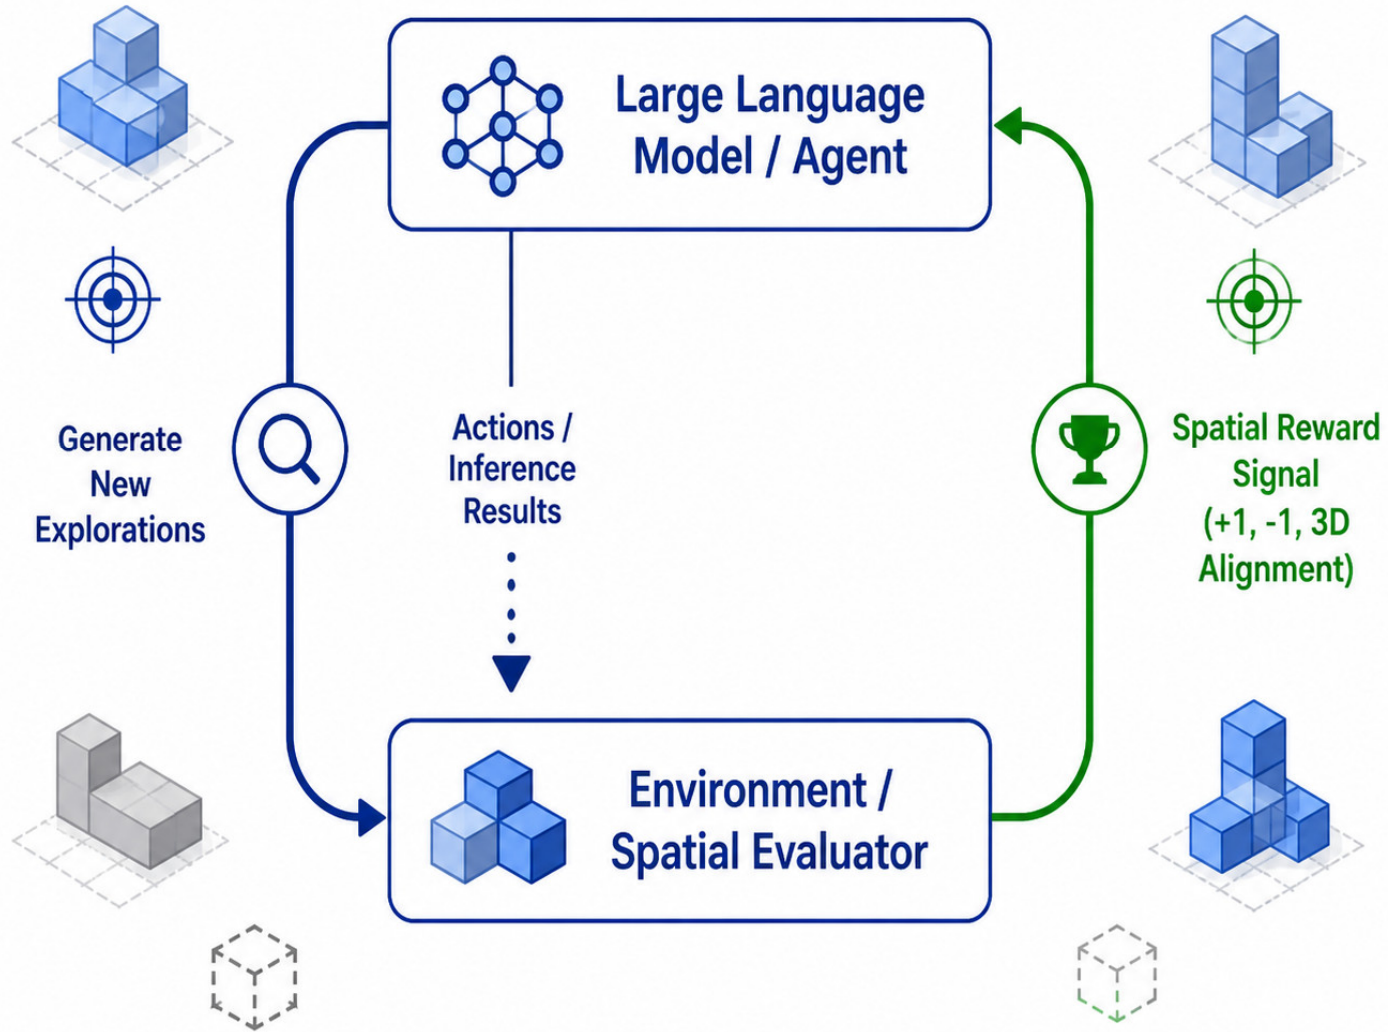 Large Language
Model / Agent
Generate
New
Explorations
Actions /
Inference
Results
Spatial Reward
Signal
(+1, -1, 3D
Alignment)
Environment /
Spatial Evaluator